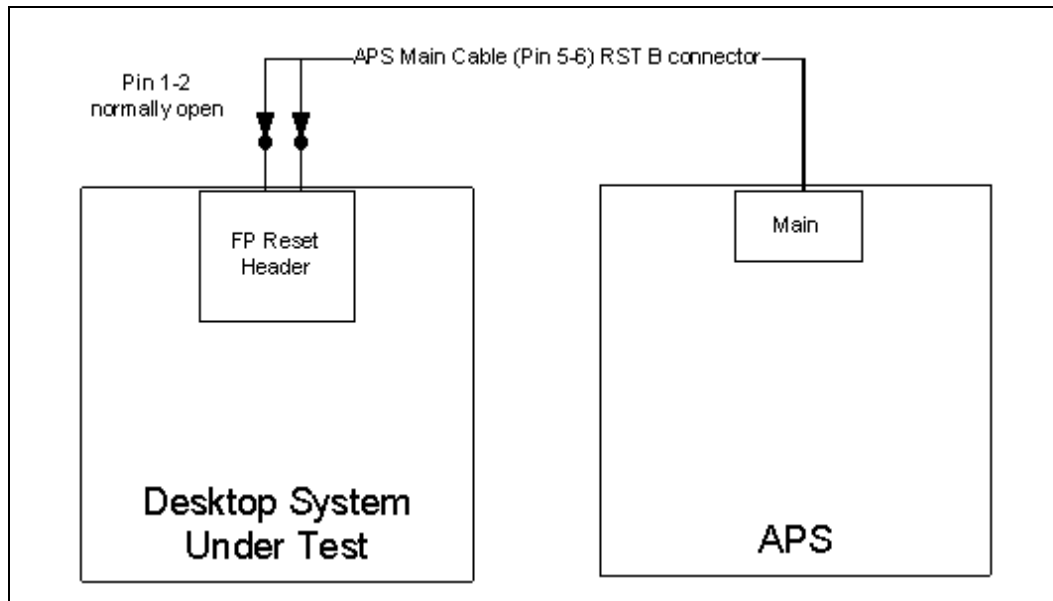 APS Main Cable (Pin 5-6) RST B connector
Pin 1-2
normally open
FP Reset
Header
Main
Desktop System
Under Test
APS